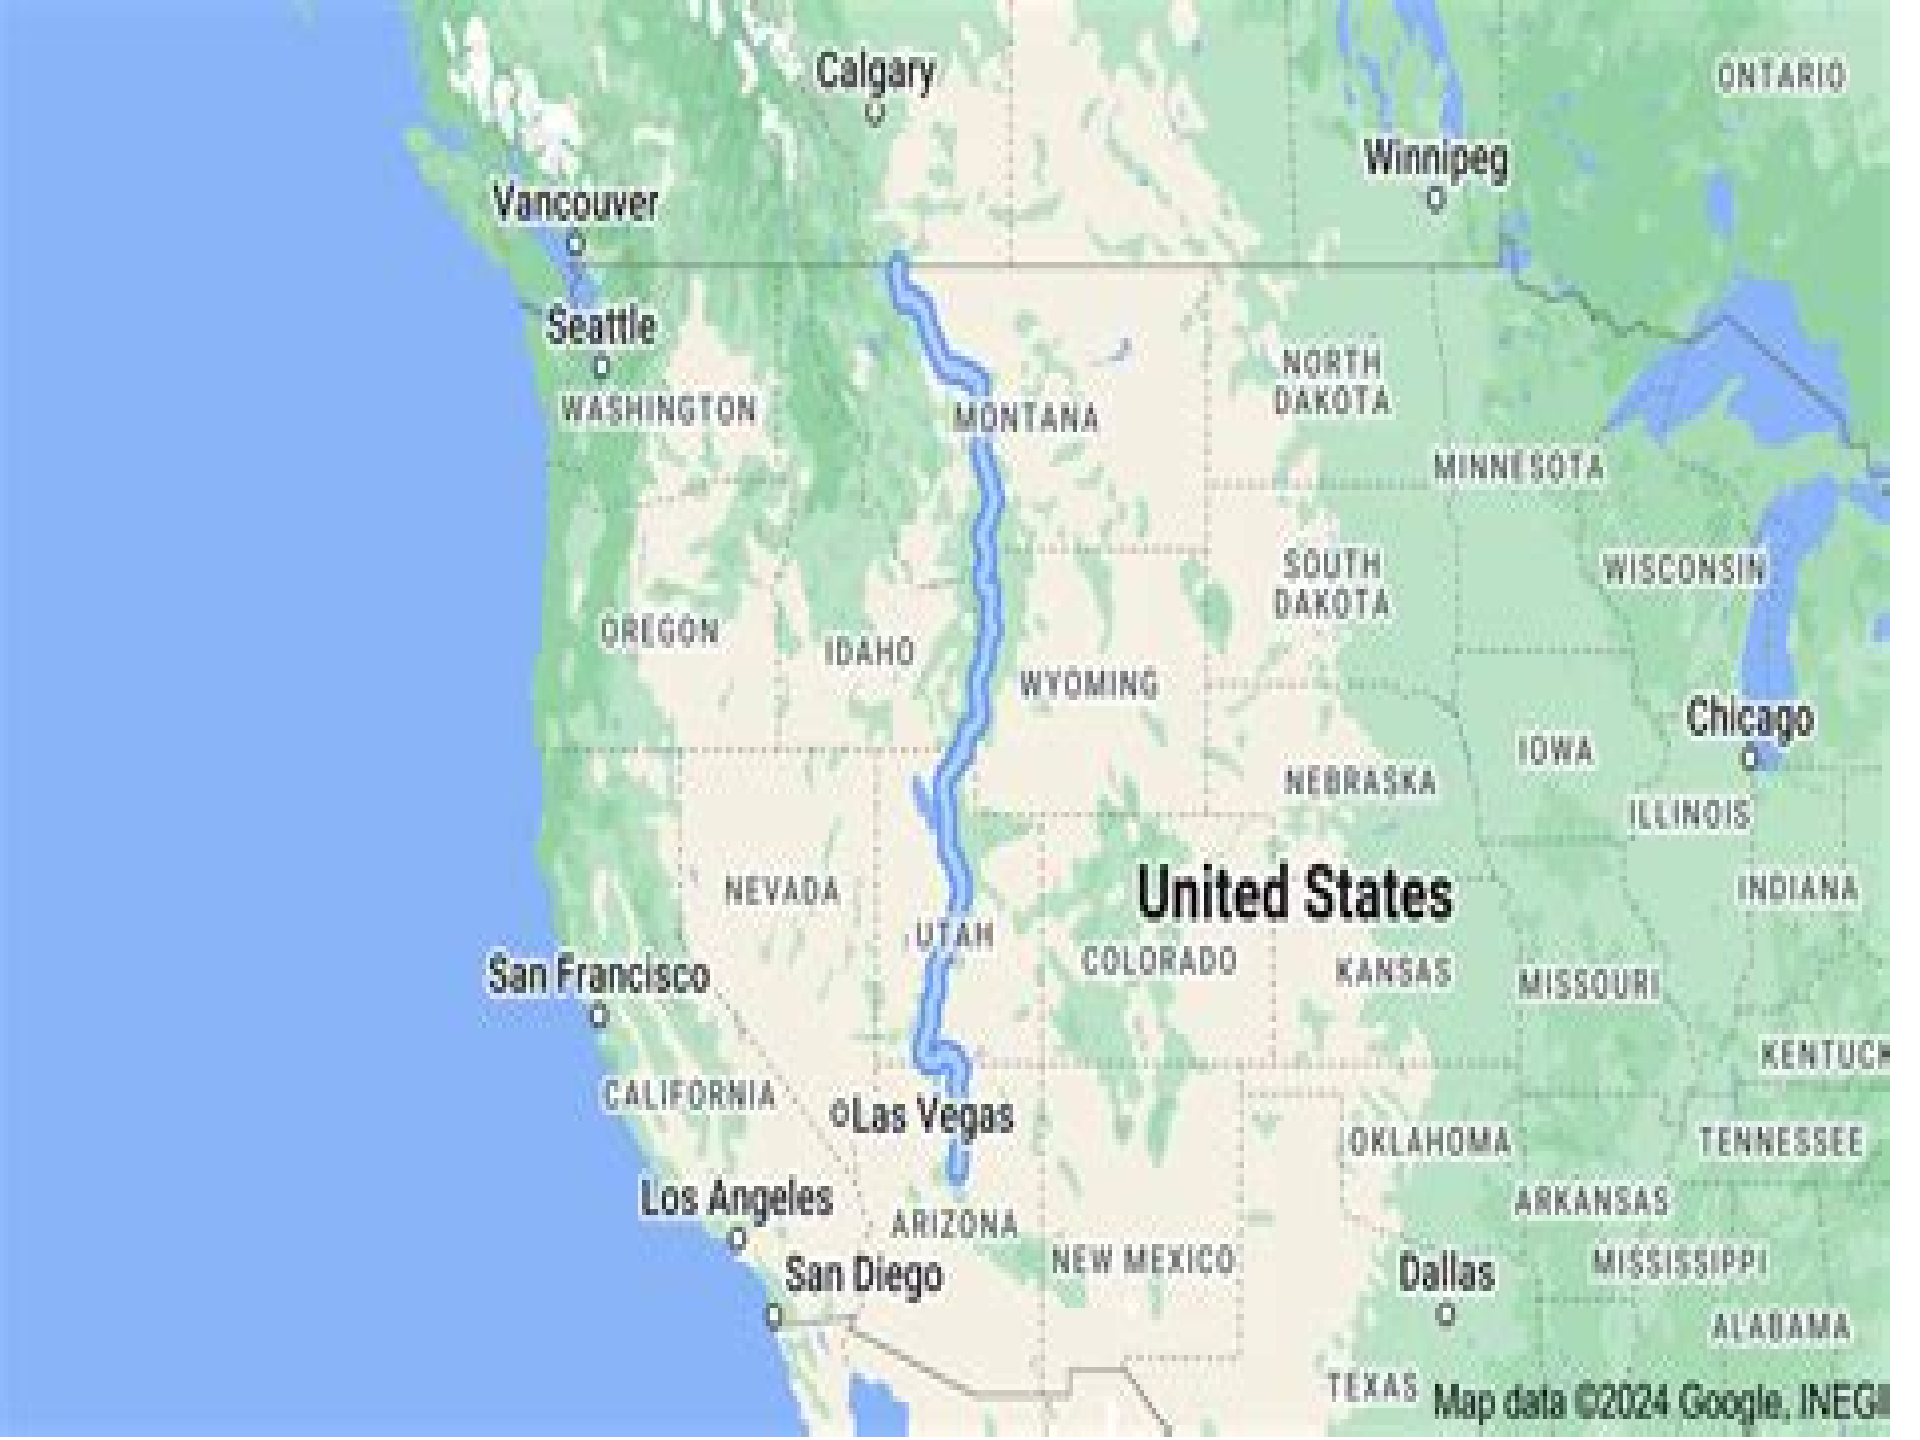 Calgary
ONTARIO
Winnipeg
Vancouver
Seattle
NORTH
DAKOTA
WASHINGTON
MONTANA
MINNESOTA
SOUTH
DAKOTA
WISCONSIN
OREGON
IDAHO
WYOMING
Chicago
IOWA
NEBRASKA
ILLINOIS
NEVADA
United States
INDIANA
UTAH
COLORADO
KANSAS
MISSOURI
San Francisco
KENTUCK
CALIFORNIA
Las Vegas
OKLAHOMA
TENNESSEE
Los Angeles
ARKANSAS
ARIZONA
NEW MEXICO
MISSISSIPPI
San Diego
Dallas
ALABAMA
TEXAS
Map data ©2024 Google, INEGI